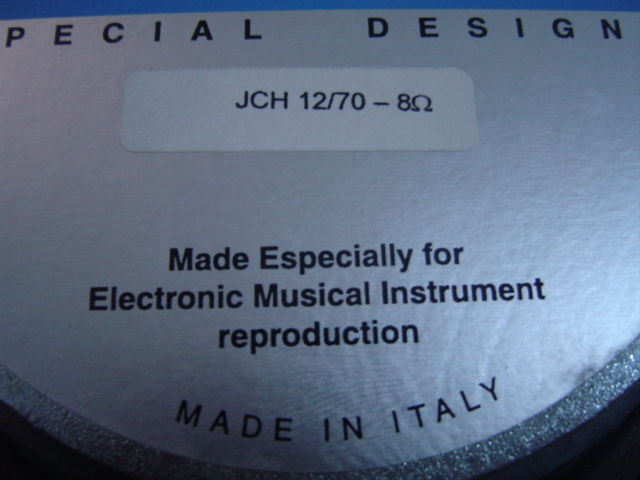 PECIAL DESIGN
JCH 12/70 – 8Ω
Made Especially for
Electronic Musical Instrument
reproduction
MADE IN ITALY